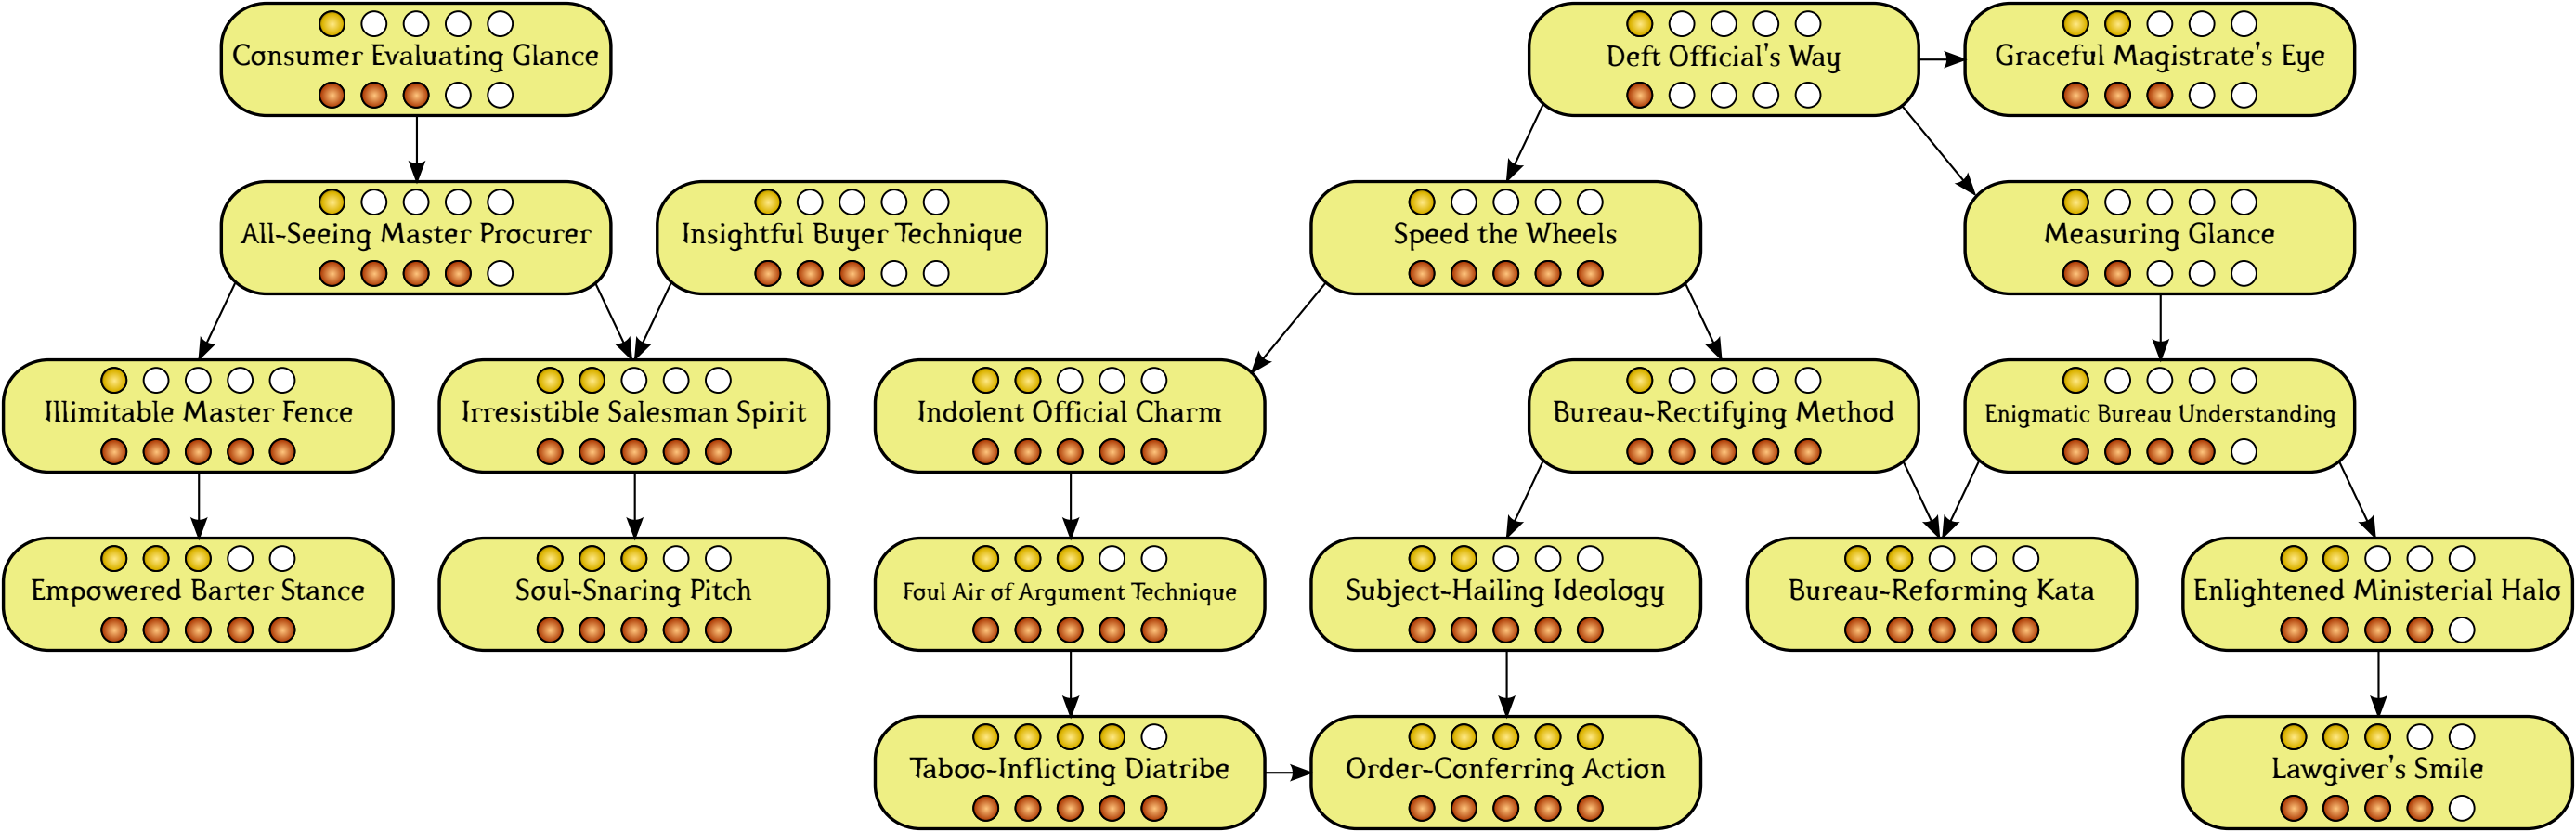 Consumer Evaluating Glance
Deft Official's Way
Graceful Magistrate's Eye
All-Seeing Master Procurer
Insightful Buyer Technique
Speed the Wheels
Measuring Glance
Illimitable Master Fence
Irresistible Salesman Spirit
Indolent Official Charm
Bureau-Rectifying Method
Enigmatic Bureau Understanding
Empowered Barter Stance
Soul-Snaring Pitch
Foul Air of Argument Technique
Subject-Hailing Ideology
Bureau-Reforming Kata
Enlightened Ministerial Halo
Taboo-Inflicting Diatribe
Order-Conferring Action
Lawgiver's Smile